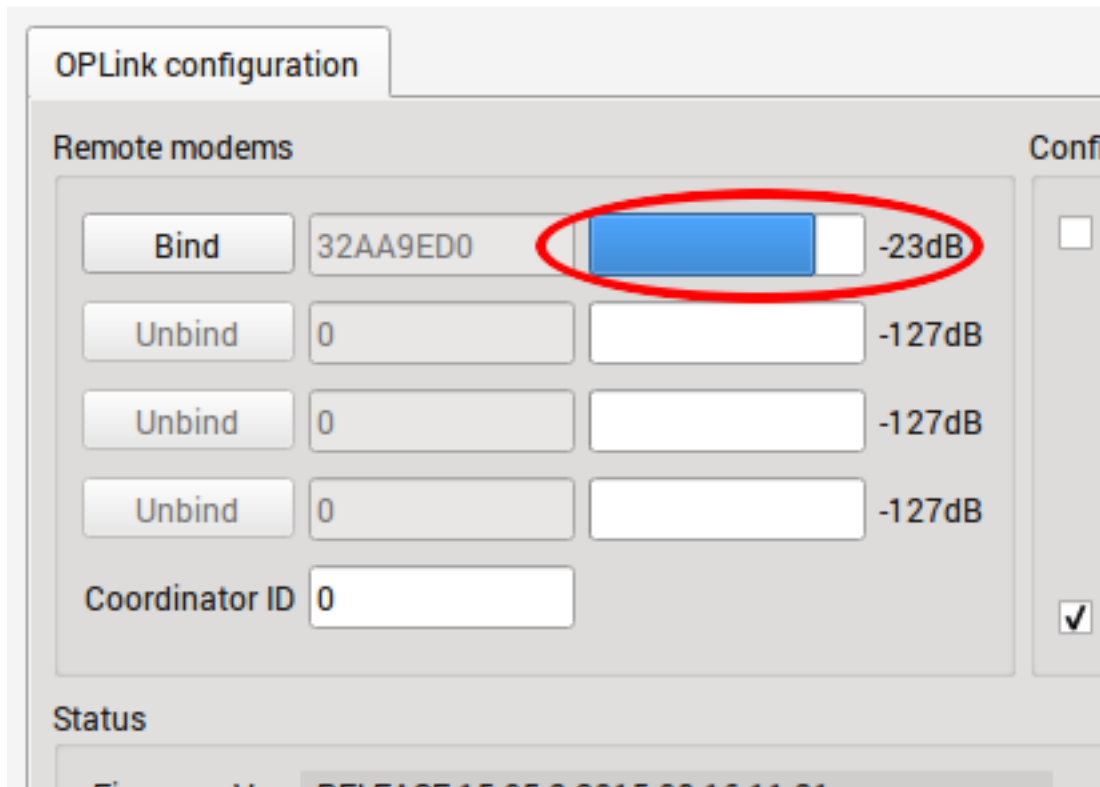 OPLink configuration
Remote modems
Confi
Bind 32AA9ED0 -23dB
Unbind 0 -127dB
Unbind 0 -127dB
Unbind 0 -127dB
Coordinator ID 0
Status